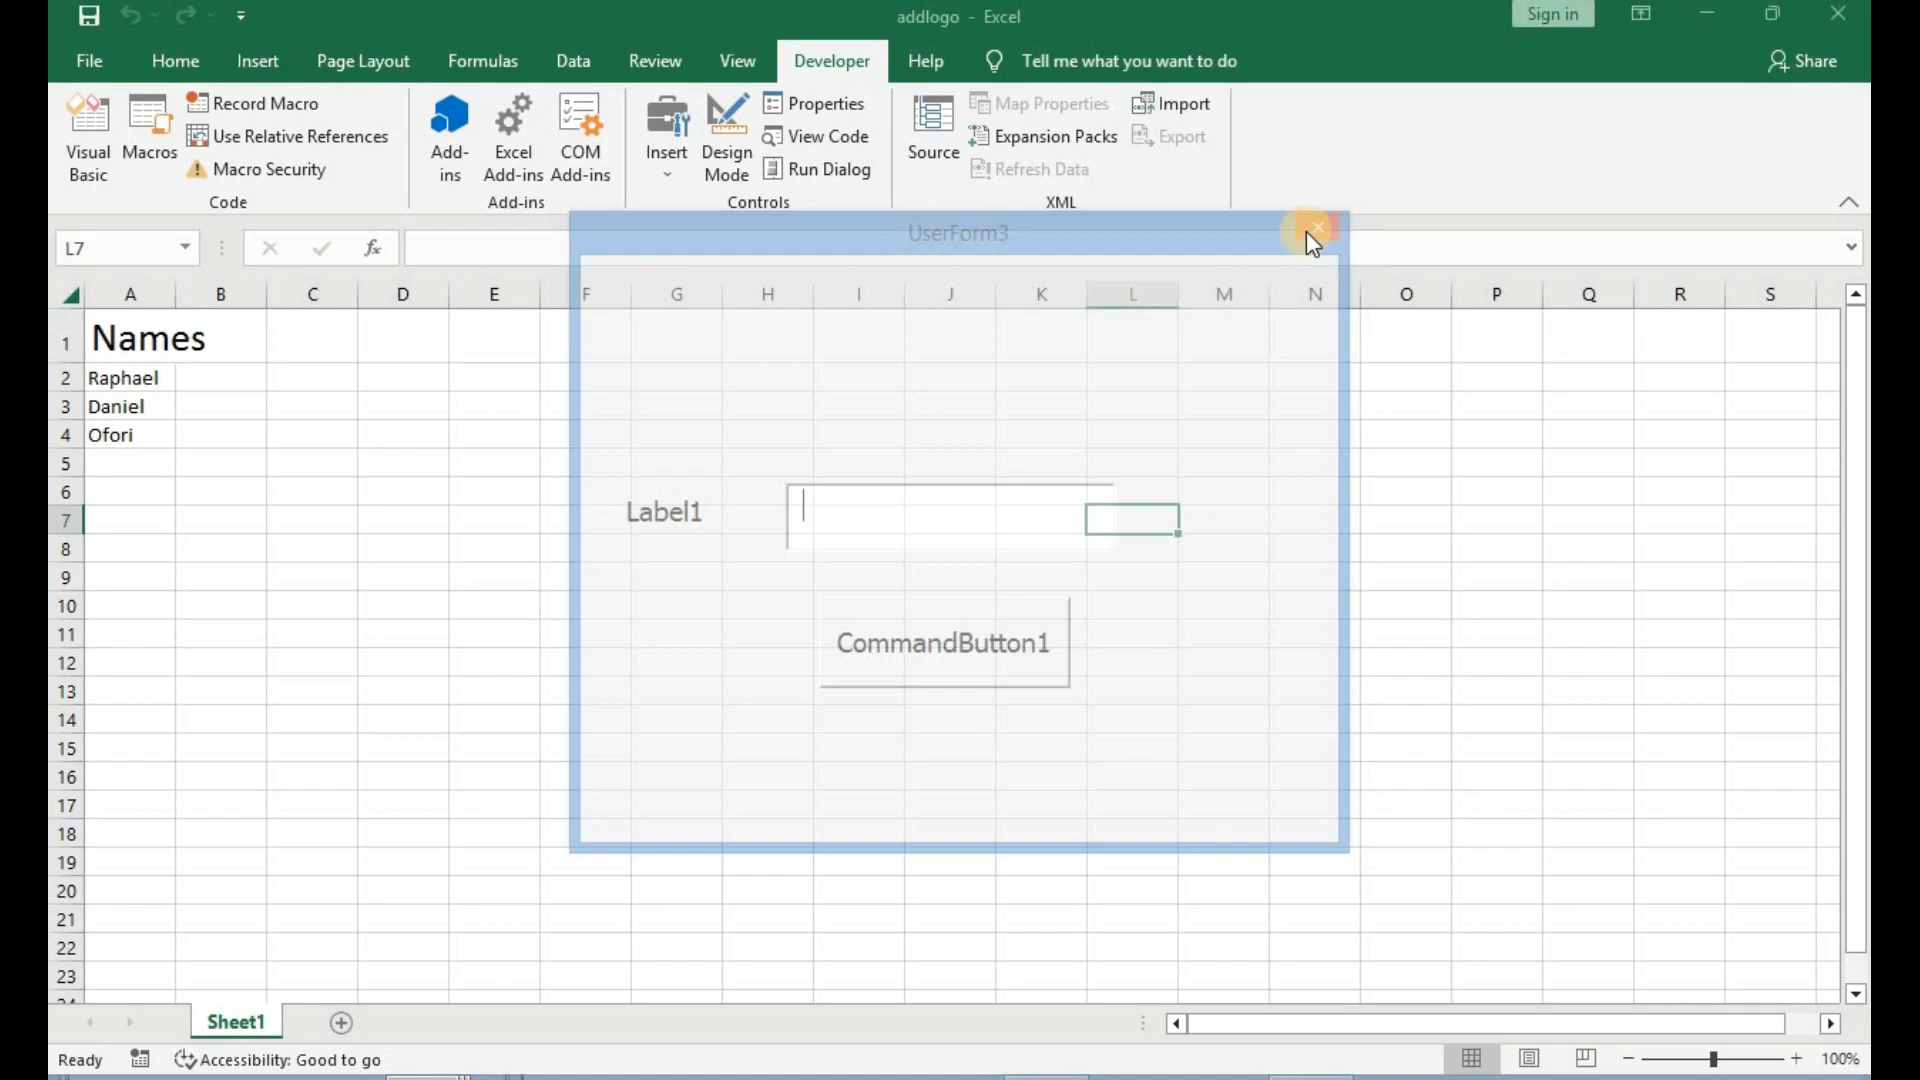 addlogo - Excel
Sign in
File Home Insert Page Layout Formulas Data Review View Developer Help Tell me what you want to do Share
Visual Basic
Macros
Record Macro
Use Relative References
Macro Security
Code
Add-ins
Excel Add-ins
COM Add-ins
Add-ins
Insert
Design Mode
Properties
View Code
Run Dialog
Controls
Source
Map Properties
Expansion Packs
Refresh Data
Import
Export
XML
L7
fx
UserForm3
A B C D E F G H I J K L M N O P Q R S
1 Names
2 Raphael
3 Daniel
4 Ofori
5
6
7
8
9
10
11
12
13
14
15
16
17
18
19
20
21
22
23
24
Label1
CommandButton1
Sheet1
Ready Accessibility: Good to go 100%